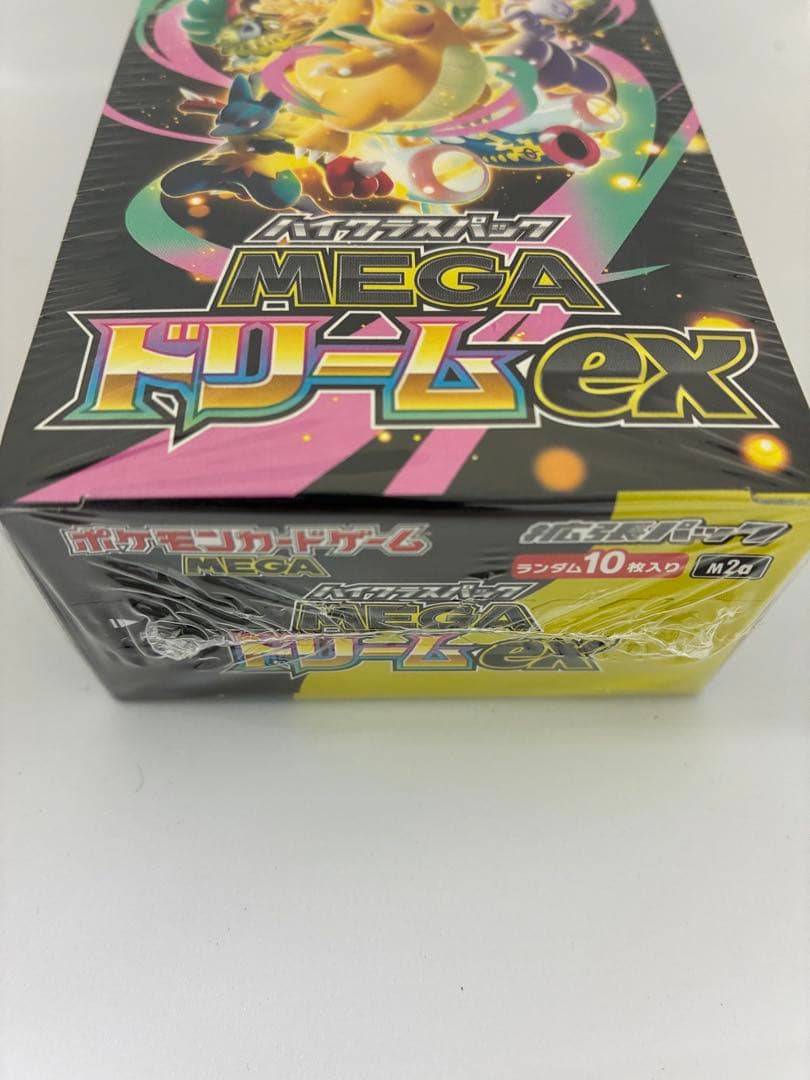 ハイクラスパック
MEGA
ドリームex
ポケモンカードゲーム
MEGA
拡張パック
ランダム10枚入り
M2a
ハイクラスパック
MEGA
ドリームex